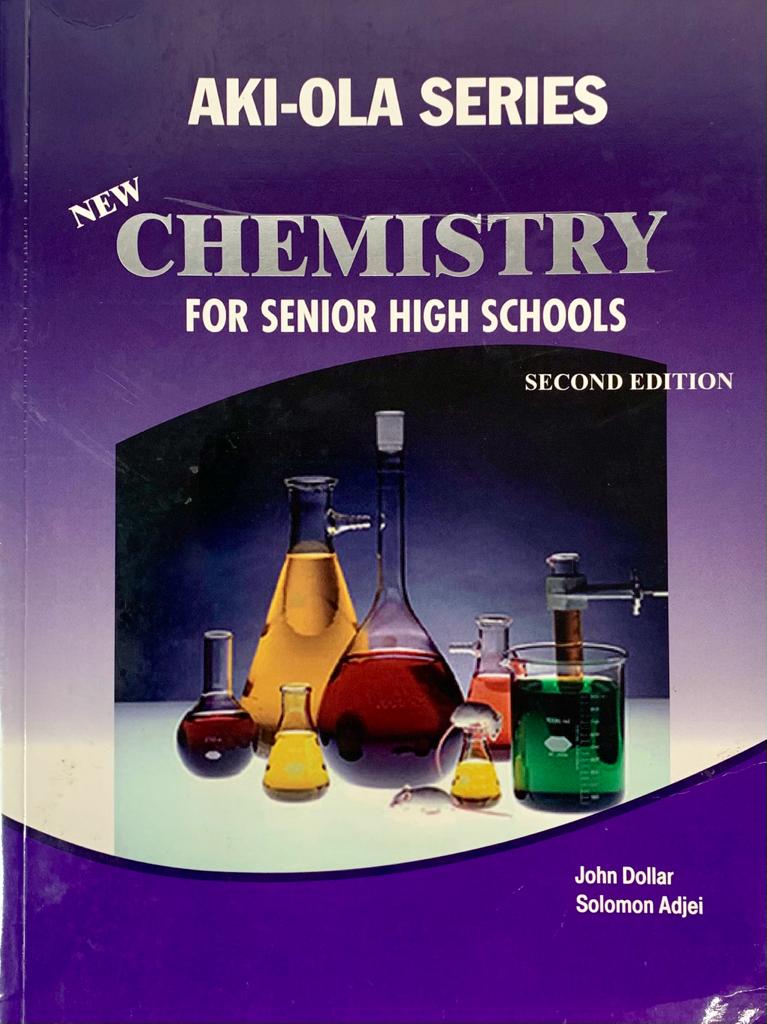 AKI-OLA SERIES
NEW
CHEMISTRY
FOR SENIOR HIGH SCHOOLS
SECOND EDITION
John Dollar
Solomon Adjei